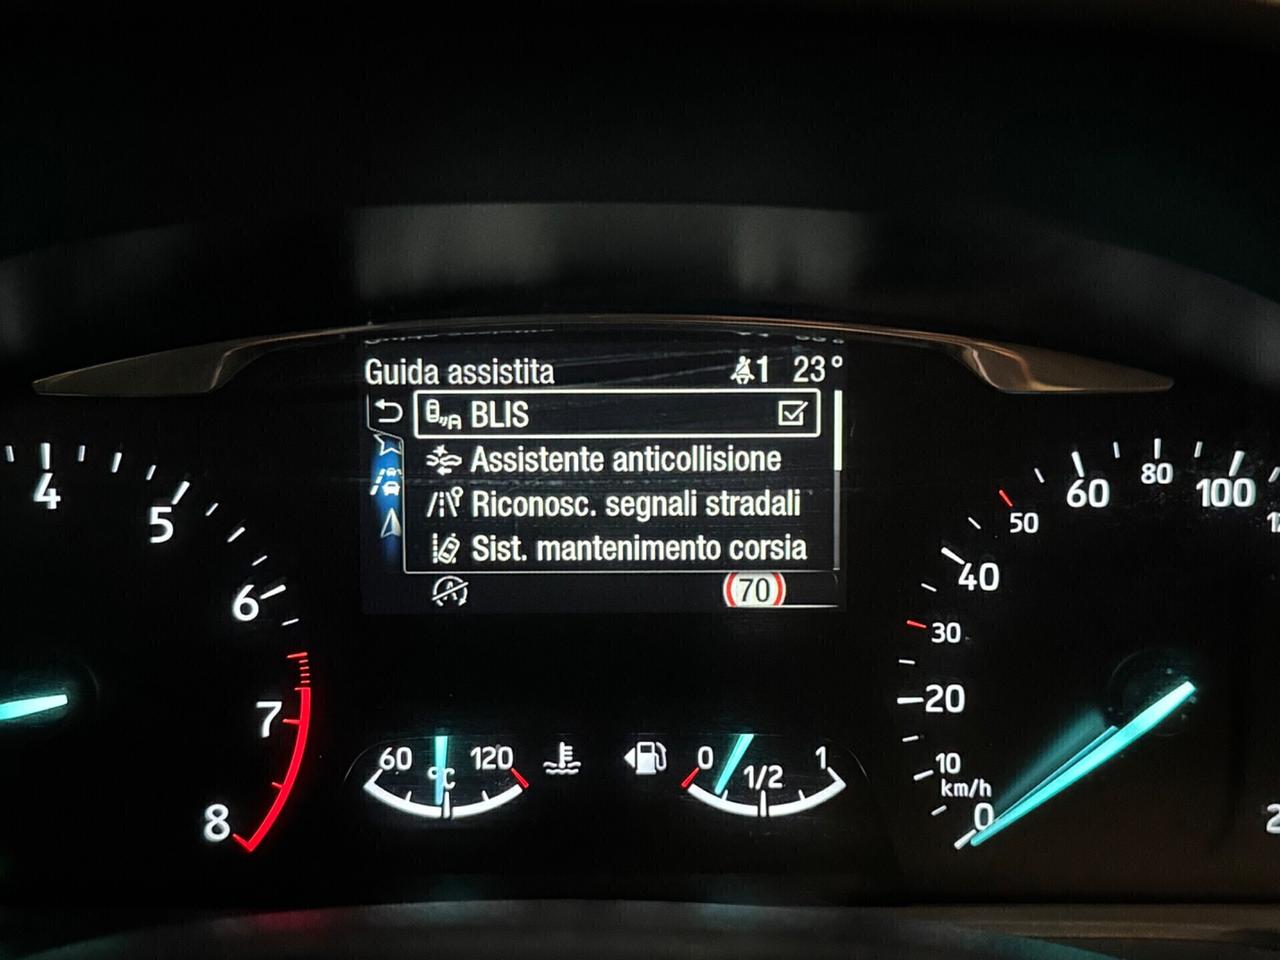 Guida assistita 1 23°
BLIS
Assistente anticollisione
Riconosc. segnali stradali
Sist. mantenimento corsia
A 70
4
5
6
7
8
60 °C 120
0 1/2 1
0
10
km/h
20
30
40
50
60
80
100